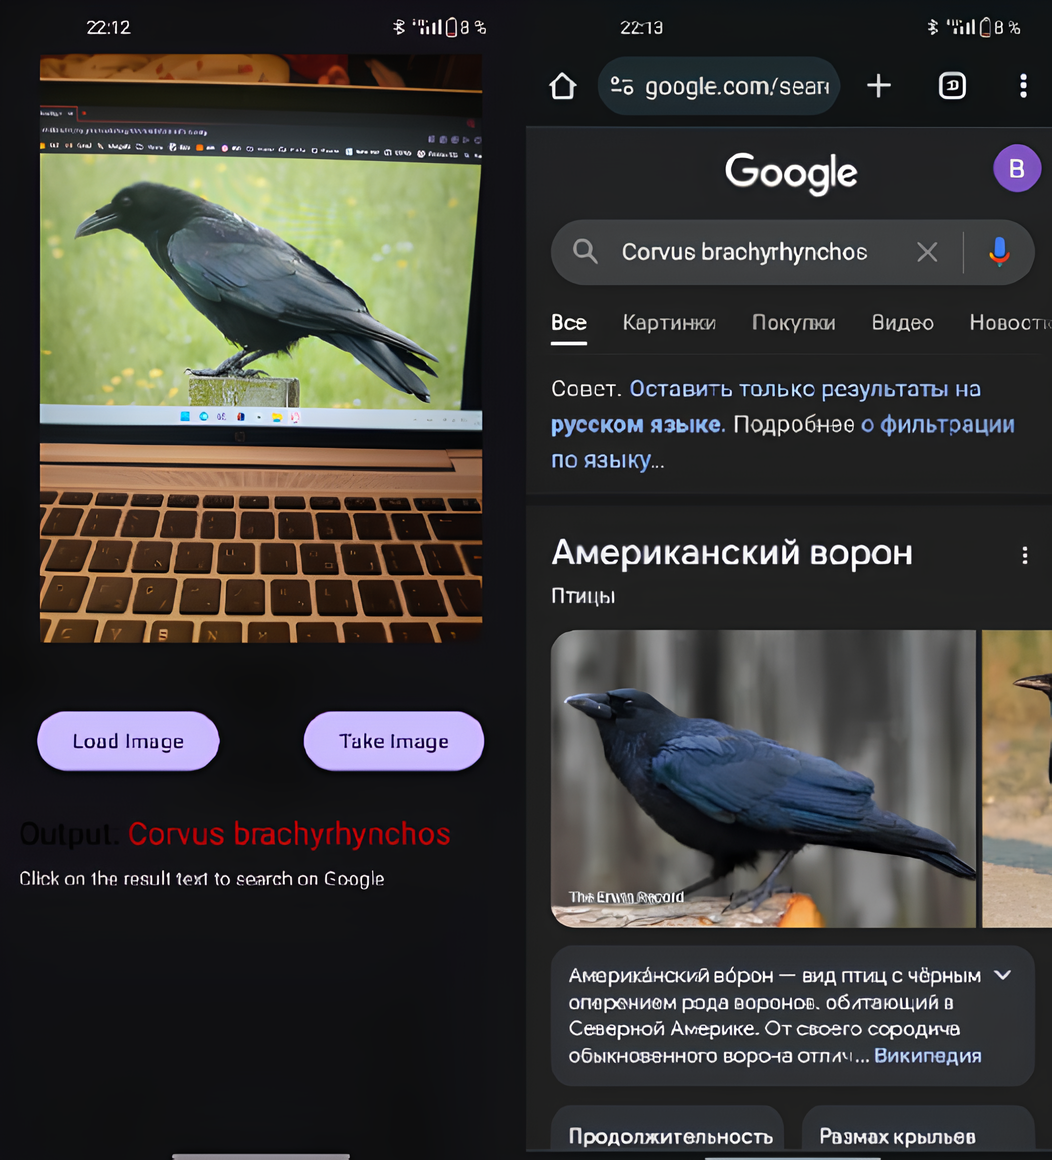 22:12
8 %
Load Image
Take Image
Output: Corvus brachyrhynchos
Click on the result text to search on Google
22:13
8 %
google.com/sear
Google
B
Corvus brachyrhynchos
Все
Картинки
Покупки
Видео
Новости
Совет. Оставить только результаты на
русском языке. Подробнее о фильтрации
по языку...
Американский ворон
Птицы
The Erwin Record
Америка́нский во́рон — вид птиц с чёрным
оперением рода воронов, обитающий в
Северной Америке. От своего сородича
обыкновенного ворона отлич... Википедия
Продолжительность
Размах крыльев